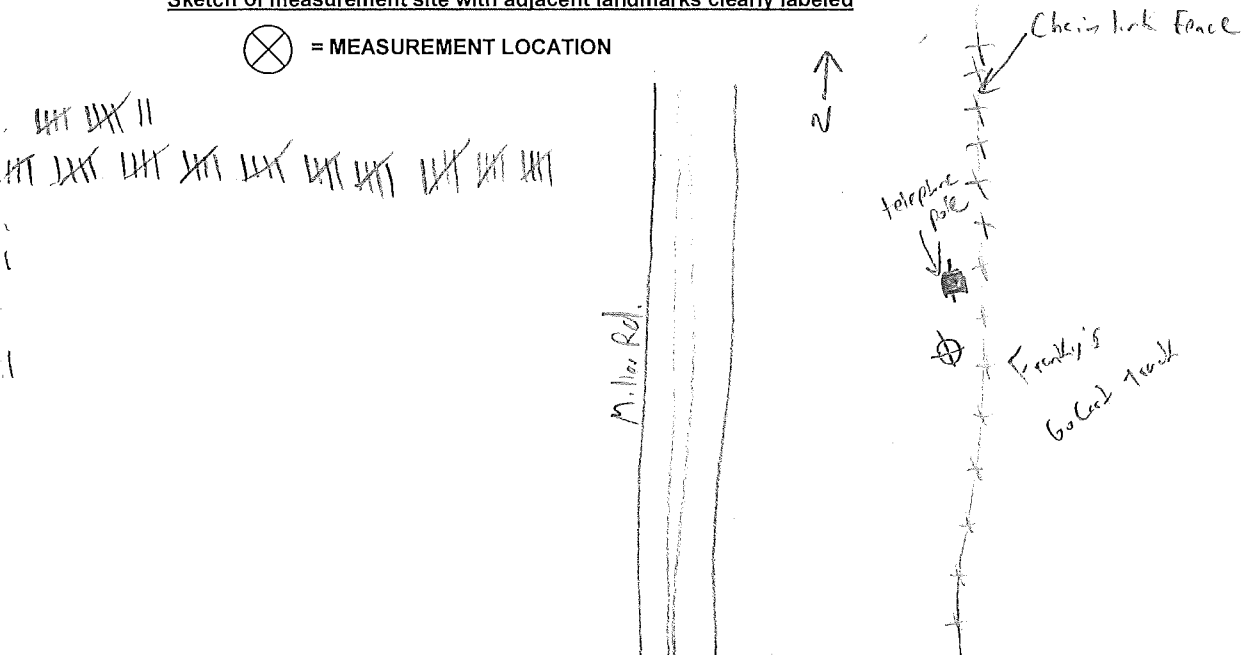 Sketch of measurement site with adjacent landmarks clearly labeled
= MEASUREMENT LOCATION
Chain link Fence
N
telephone
pole
Miller Rd.
Franky's
Go Cart track